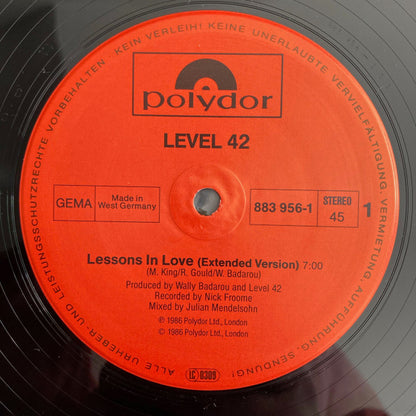 ALLE URHEBER- UND LEISTUNGSSCHUTZRECHTE VORBEHALTEN. KEIN VERLEIH! KEINE UNERLAUBTE VERVIELFÄLTIGUNG, VERMIETUNG, AUFFÜHRUNG, SENDUNG!
polydor
LEVEL 42
GEMA
Made in
West Germany
883 956-1
STEREO
45
1
Lessons In Love (Extended Version) 7:00
(M. King/R. Gould/W. Badarou)
Produced by Wally Badarou and Level 42
Recorded by Nick Froome
Mixed by Julian Mendelsohn
Ⓟ 1986 Polydor Ltd., London
© 1986 Polydor Ltd., London
LC 0309